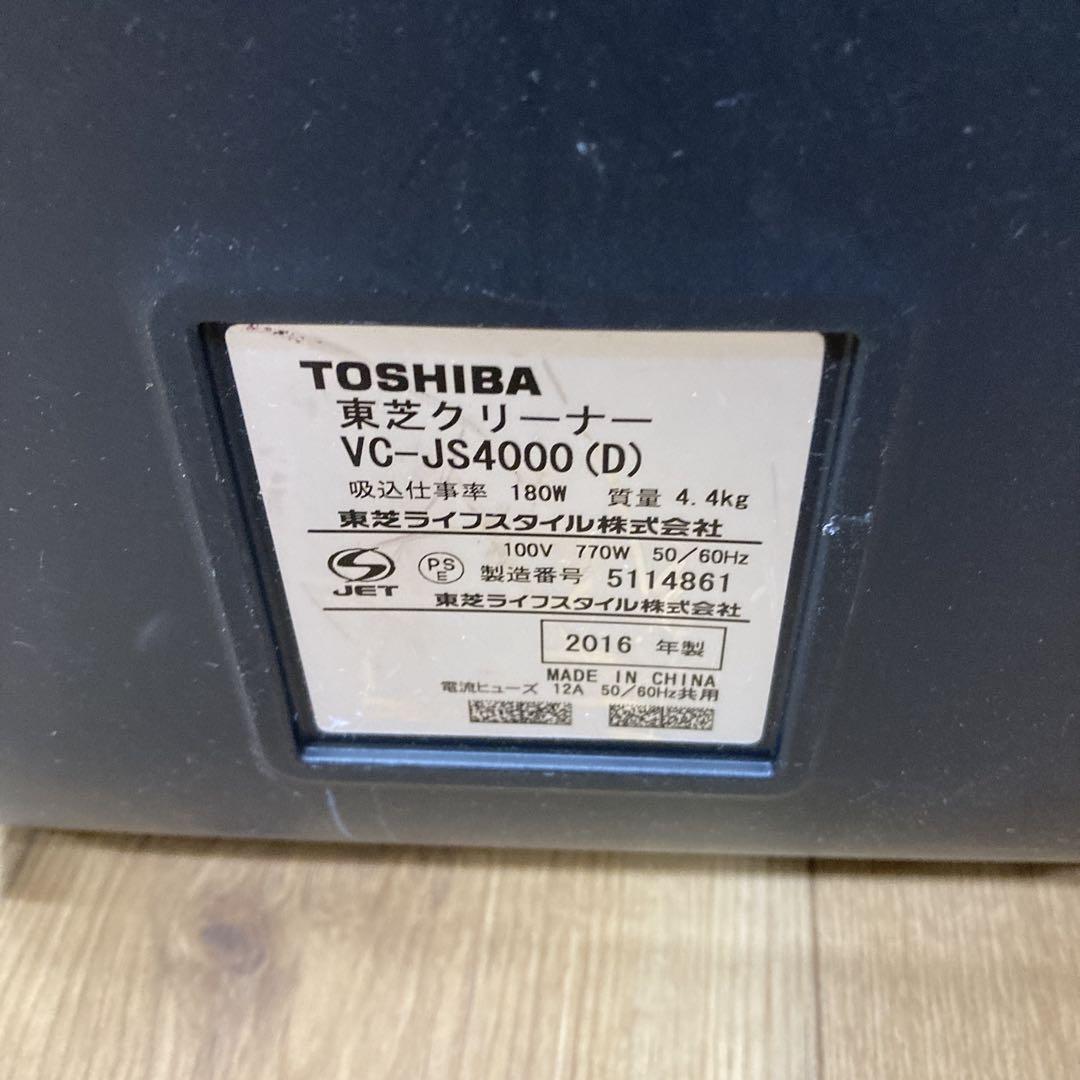 TOSHIBA
東芝クリーナー
VC-JS4000(D)
吸込仕事率 180W 質量 4.4kg
東芝ライフスタイル株式会社
100V 770W 50/60Hz
JET PSE 製造番号 5114861
東芝ライフスタイル株式会社
2016 年製
MADE IN CHINA
電流ヒューズ 12A 50/60Hz共用